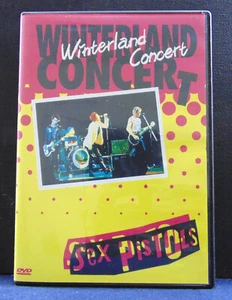 WINTERLAND
Winterland
Concert
CONCERT
SEX PISTOLS
DVD